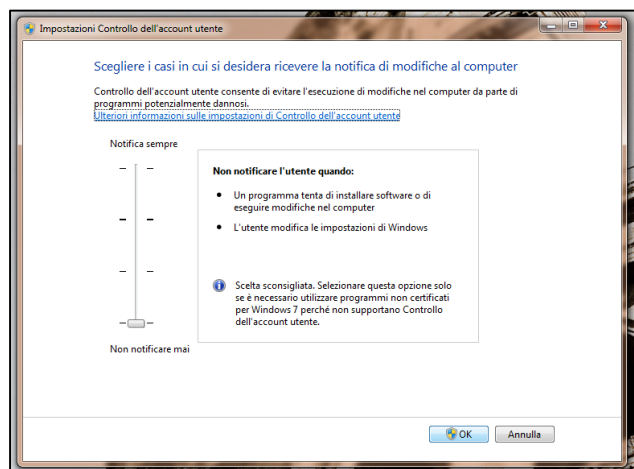 Impostazioni Controllo dell'account utente
Scegliere i casi in cui si desidera ricevere la notifica di modifiche al computer
Controllo dell'account utente consente di evitare l'esecuzione di modifiche nel computer da parte di
programmi potenzialmente dannosi.
Ulteriori informazioni sulle impostazioni di Controllo dell'account utente
Notifica sempre
Non notificare l'utente quando:
• Un programma tenta di installare software o di
eseguire modifiche nel computer
• L'utente modifica le impostazioni di Windows
Scelta sconsigliata. Selezionare questa opzione solo
se è necessario utilizzare programmi non certificati
per Windows 7 perché non supportano Controllo
dell'account utente.
Non notificare mai
OK
Annulla